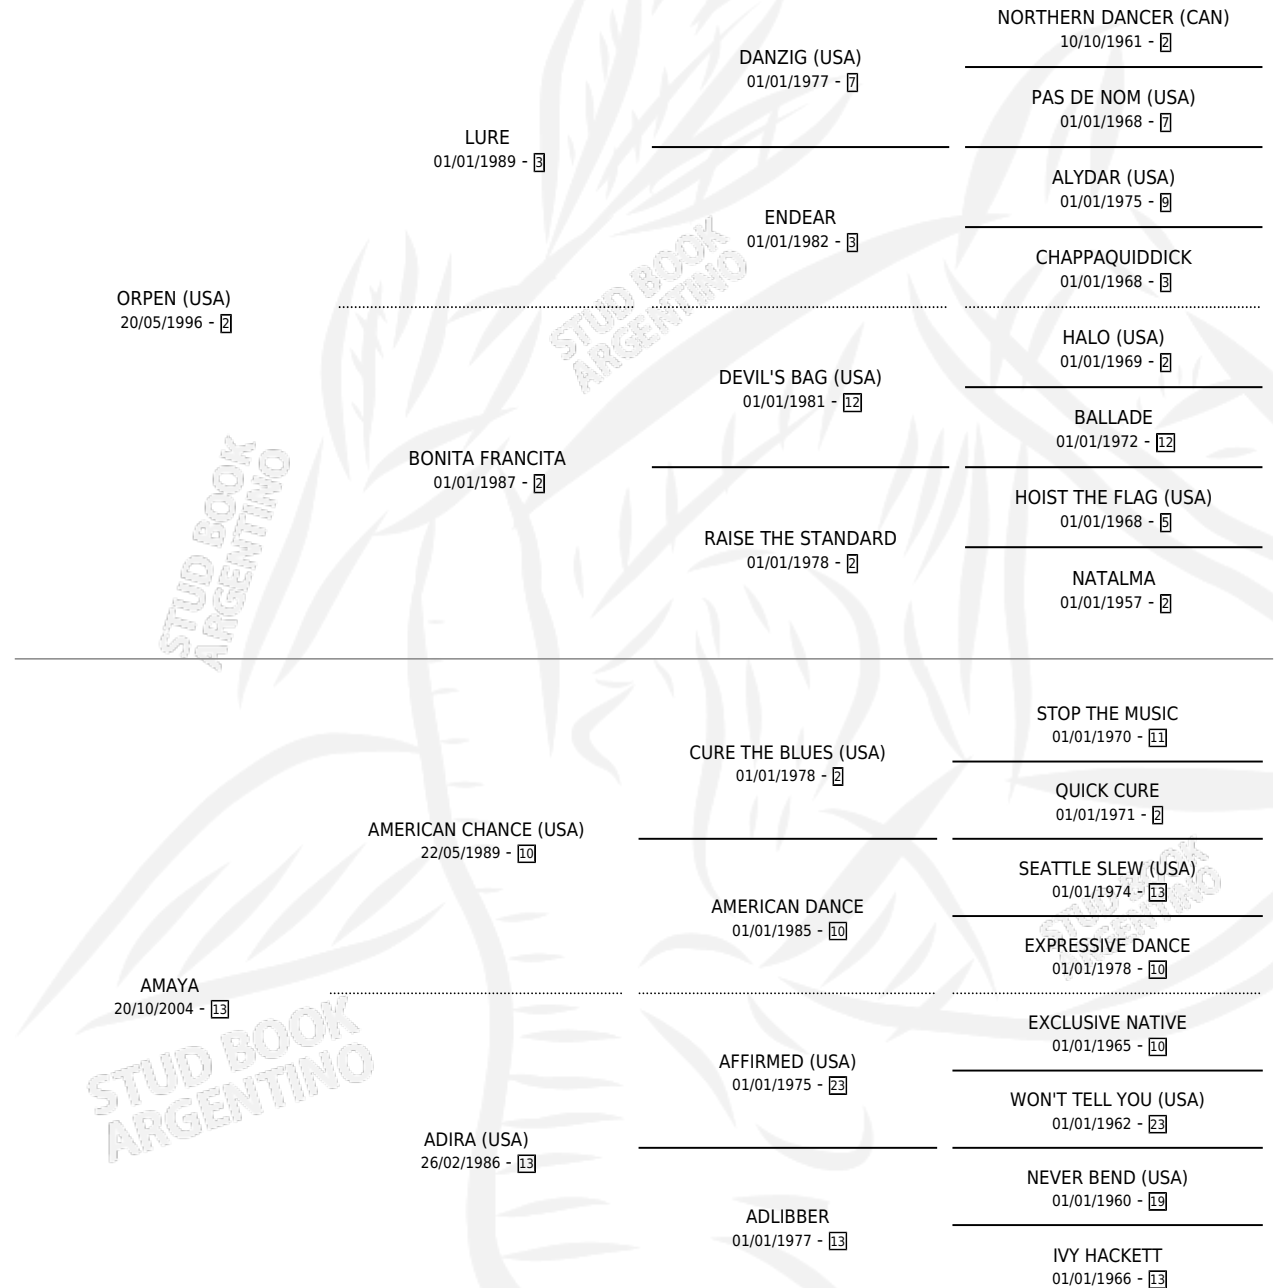 NORTHERN DANCER (CAN)
10/10/1961 - 2
DANZIG (USA)
01/01/1977 - 7
PAS DE NOM (USA)
01/01/1968 - 7
LURE
01/01/1989 - 3
ALYDAR (USA)
01/01/1975 - 9
ENDEAR
01/01/1982 - 3
CHAPPAQUIDDICK
01/01/1968 - 3
ORPEN (USA)
20/05/1996 - 2
HALO (USA)
01/01/1969 - 2
DEVIL'S BAG (USA)
01/01/1981 - 12
BALLADE
01/01/1972 - 12
BONITA FRANCITA
01/01/1987 - 2
HOIST THE FLAG (USA)
01/01/1968 - 5
RAISE THE STANDARD
01/01/1978 - 2
NATALMA
01/01/1957 - 2
STUD BOOK
ARGENTINO
STUD BOOK
ARGENTINO
STOP THE MUSIC
01/01/1970 - 11
CURE THE BLUES (USA)
01/01/1978 - 2
QUICK CURE
01/01/1971 - 2
AMERICAN CHANCE (USA)
22/05/1989 - 10
SEATTLE SLEW (USA)
01/01/1974 - 13
AMERICAN DANCE
01/01/1985 - 10
EXPRESSIVE DANCE
01/01/1978 - 10
AMAYA
20/10/2004 - 13
EXCLUSIVE NATIVE
01/01/1965 - 10
AFFIRMED (USA)
01/01/1975 - 23
WON'T TELL YOU (USA)
01/01/1962 - 23
ADIRA (USA)
26/02/1986 - 13
NEVER BEND (USA)
01/01/1960 - 19
ADLIBBER
01/01/1977 - 13
IVY HACKETT
01/01/1966 - 13
STUD BOOK
ARGENTINO
STUD BOOK
ARGENTINO